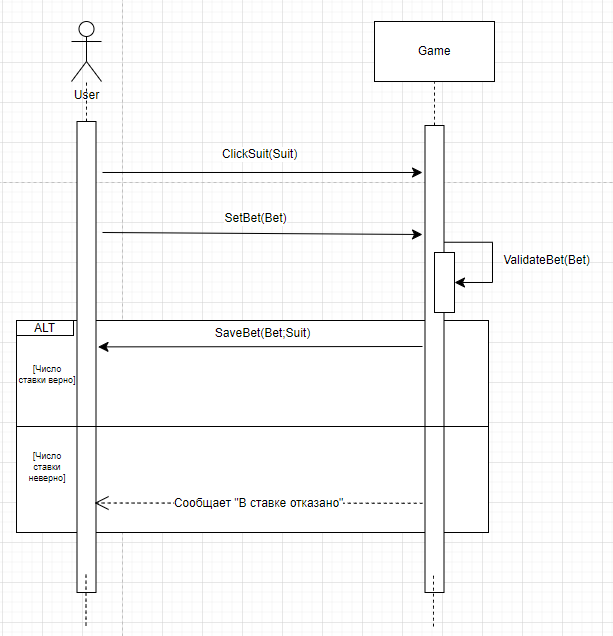 User
Game
ClickSuit(Suit)
SetBet(Bet)
ValidateBet(Bet)
ALT
SaveBet(Bet;Suit)
[Число
ставки верно]
[Число
ставки
неверно]
Сообщает "В ставке отказано"